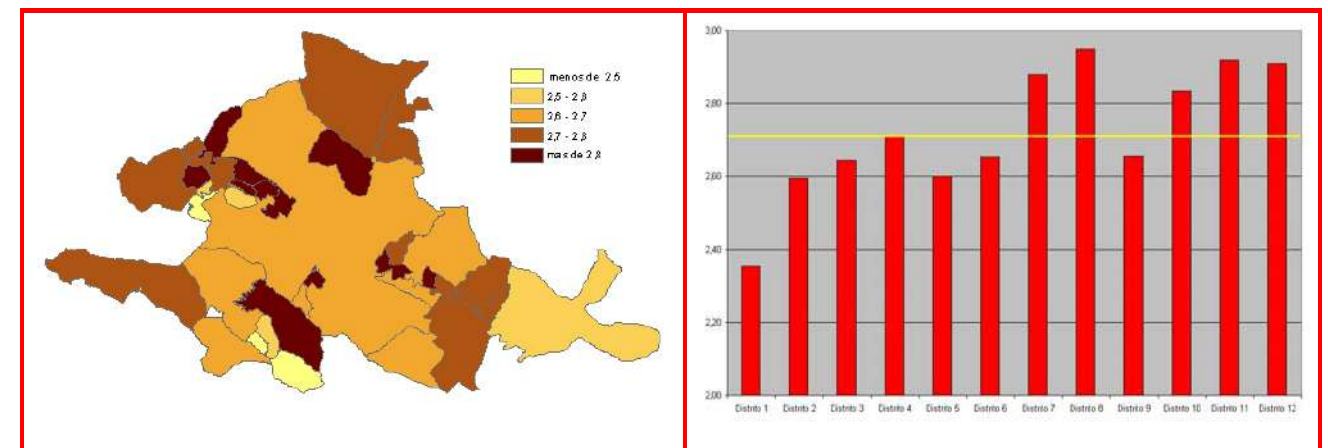 menos de 2,5
2,5 - 2,6
2,6 - 2,7
2,7 - 2,8
mas de 2,8
3,00
2,80
2,60
2,40
2,20
2,00
Distrito 1 Distrito 2 Distrito 3 Distrito 4 Distrito 5 Distrito 6 Distrito 7 Distrito 8 Distrito 9 Distrito 10 Distrito 11 Distrito 12